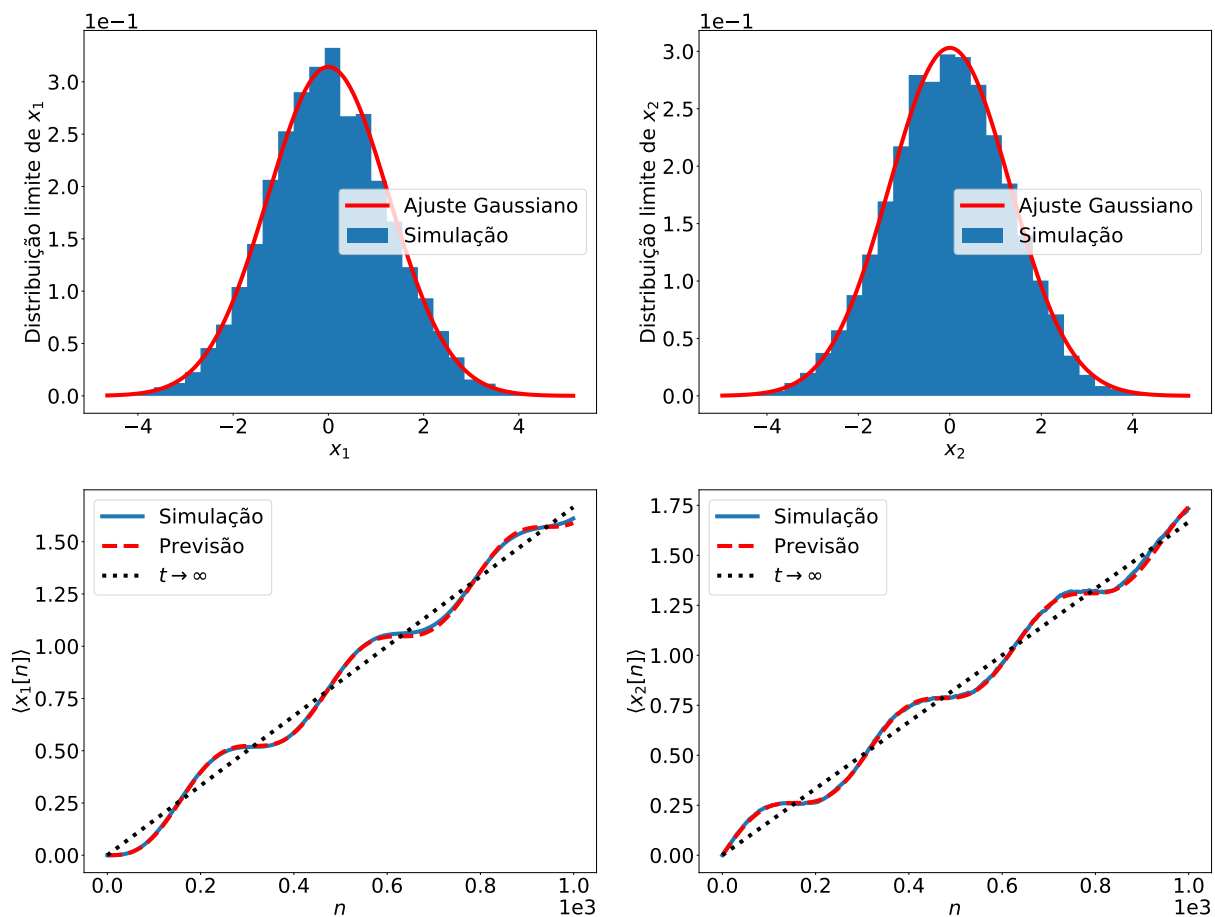 1e−1
Distribuição limite de x₁
3.0
2.5
2.0
1.5
1.0
0.5
0.0
Ajuste Gaussiano
Simulação
−4 −2 0 2 4
x₁
1e−1
Distribuição limite de x₂
3.0
2.5
2.0
1.5
1.0
0.5
0.0
Ajuste Gaussiano
Simulação
−4 −2 0 2 4
x₂
⟨x₁[n]⟩
1.50
1.25
1.00
0.75
0.50
0.25
0.00
Simulação
Previsão
t → ∞
0.0 0.2 0.4 0.6 0.8 1.0
n
1e3
⟨x₂[n]⟩
1.75
1.50
1.25
1.00
0.75
0.50
0.25
0.00
Simulação
Previsão
t → ∞
0.0 0.2 0.4 0.6 0.8 1.0
n
1e3